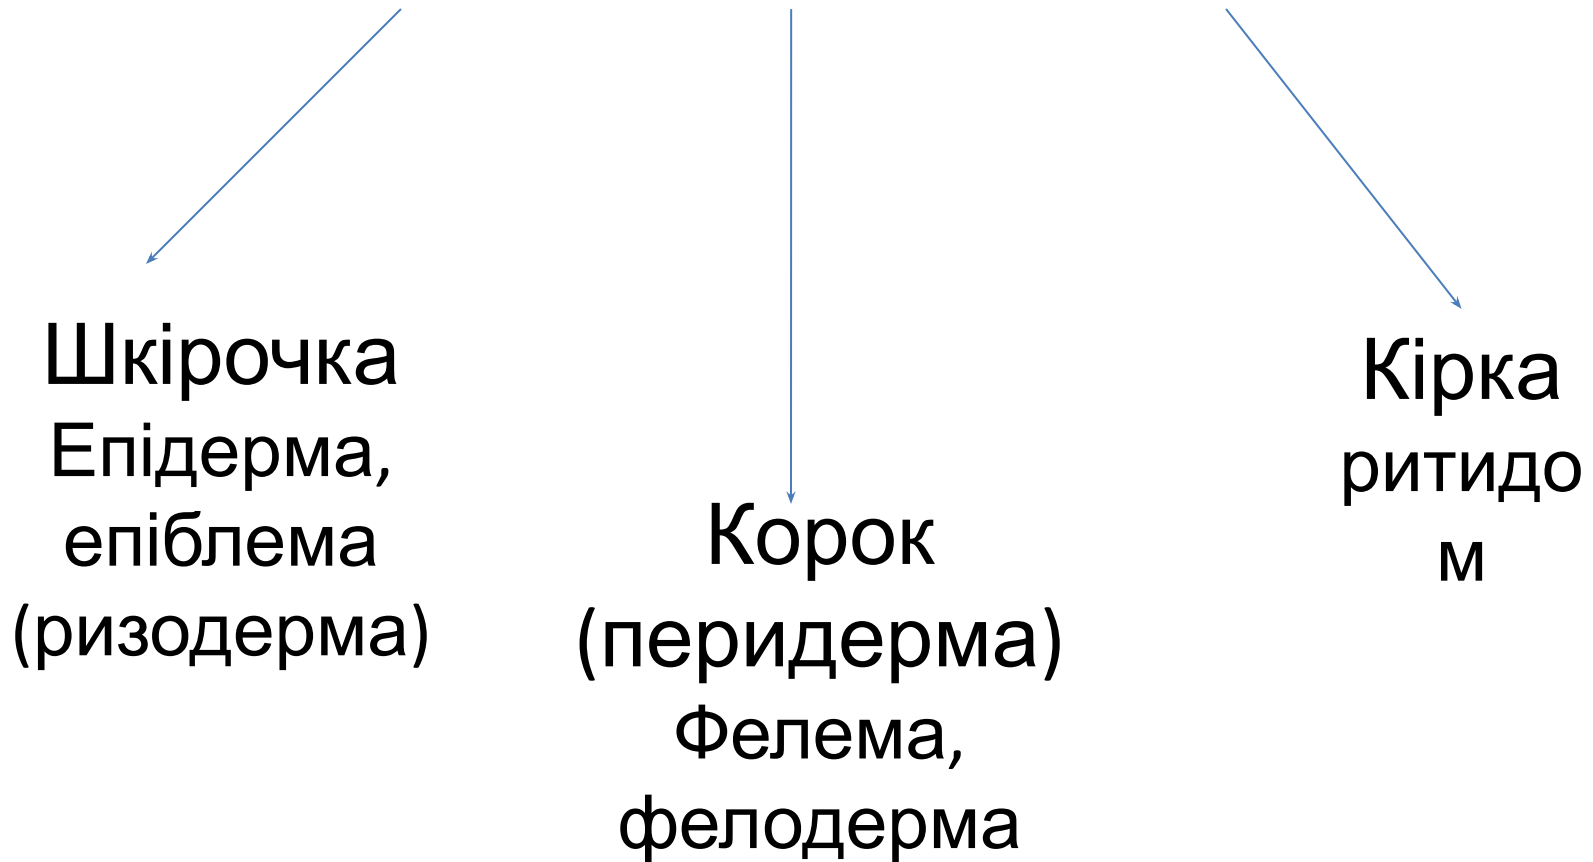 Шкірочка
Епідерма,
епіблема
(ризодерма)
Корок
(перидерма)
Фелема,
фелодерма
Кірка
ритидо
м